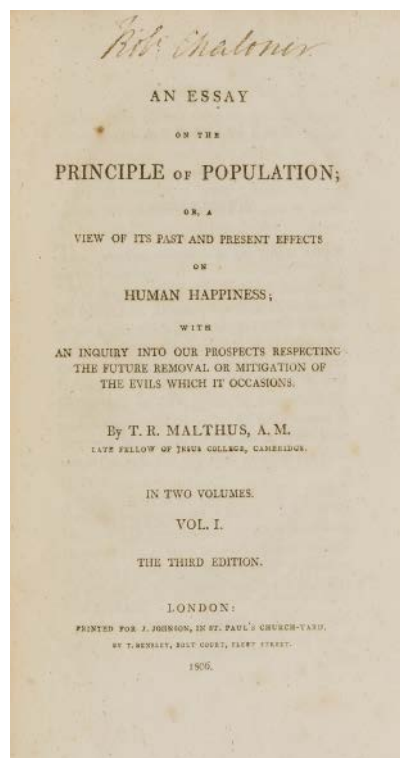 Rob.t Chaloner
AN ESSAY
ON THE
PRINCIPLE OF POPULATION;
OR, A
VIEW OF ITS PAST AND PRESENT EFFECTS
ON
HUMAN HAPPINESS;
WITH
AN INQUIRY INTO OUR PROSPECTS RESPECTING
THE FUTURE REMOVAL OR MITIGATION OF
THE EVILS WHICH IT OCCASIONS.
By T. R. MALTHUS, A. M.
LATE FELLOW OF JESUS COLLEGE, CAMBRIDGE.
IN TWO VOLUMES.
VOL. I.
THE THIRD EDITION.
LONDON:
PRINTED FOR J. JOHNSON, IN ST. PAUL'S CHURCH-YARD,
BY T. BENSLEY, BOLT COURT, FLEET STREET.
1806.